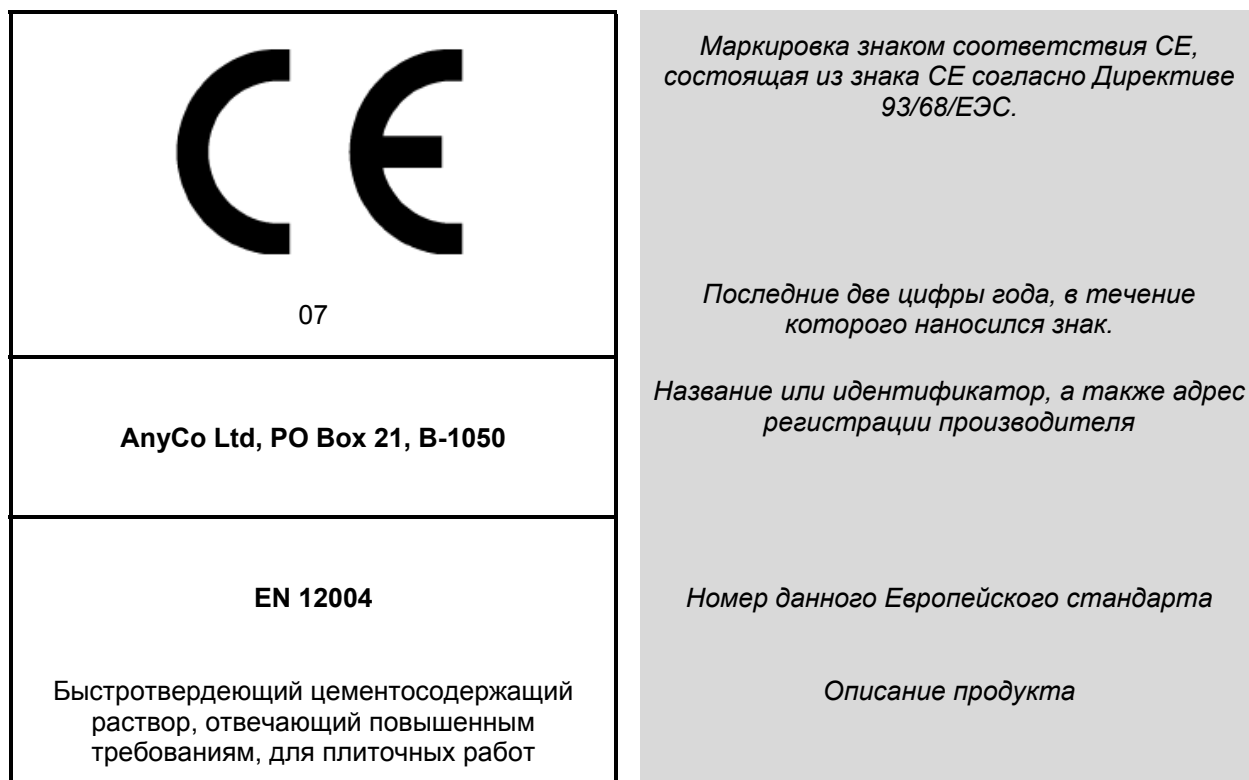 CE
Маркировка знаком соответствия CE,
состоящая из знака CE согласно Директиве
93/68/ЕЭС.
07
Последние две цифры года, в течение
которого наносился знак.
AnyCo Ltd, PO Box 21, B-1050
Название или идентификатор, а также адрес
регистрации производителя
EN 12004
Номер данного Европейского стандарта
Быстротвердеющий цементосодержащий
раствор, отвечающий повышенным
требованиям, для плиточных работ
Описание продукта